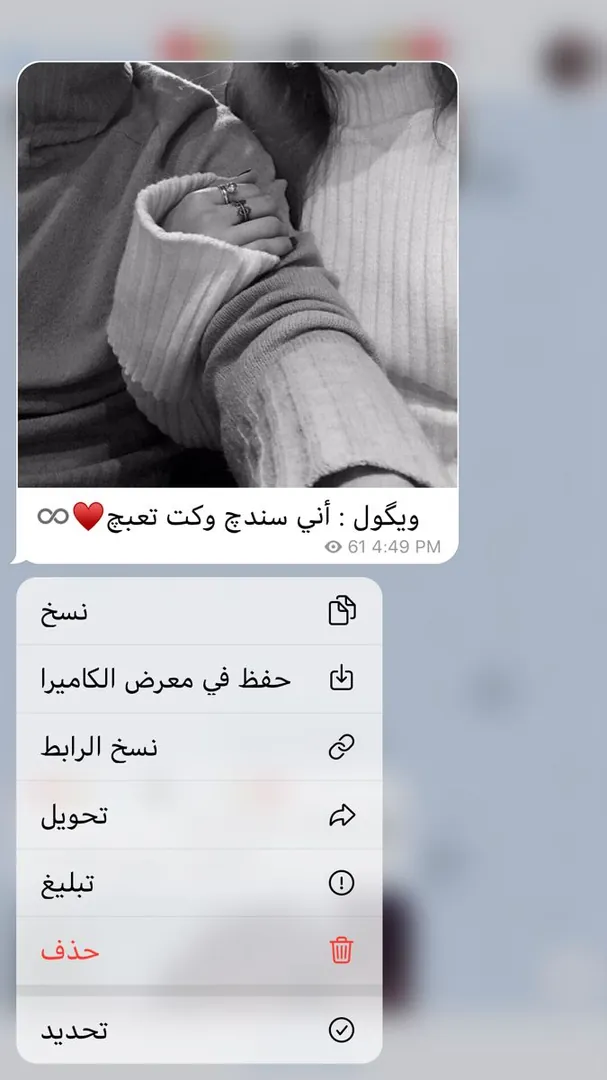 ويگول : أني سندچ وكت تعبچ♥️∞
61 4:49 PM
نسخ
حفظ في معرض الكاميرا
نسخ الرابط
تحويل
تبليغ
حذف
تحديد